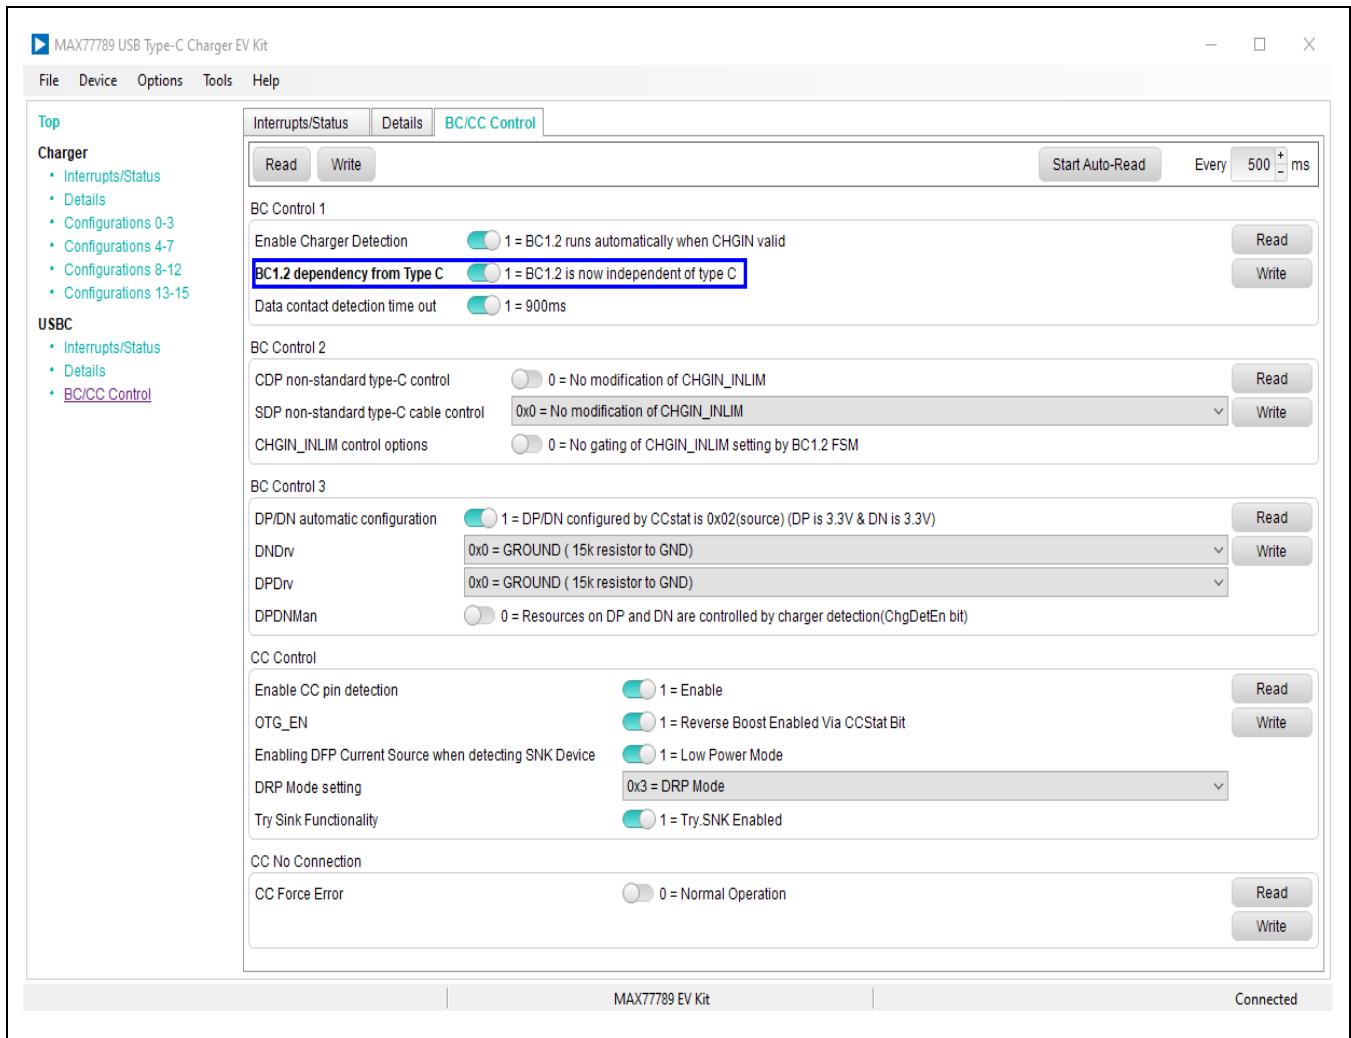 MAX77789 USB Type-C Charger EV Kit
File Device Options Tools Help
Top
Charger
• Interrupts/Status
• Details
• Configurations 0-3
• Configurations 4-7
• Configurations 8-12
• Configurations 13-15
USBC
• Interrupts/Status
• Details
• BC/CC Control
Interrupts/Status Details BC/CC Control
Read Write Start Auto-Read Every 500 + - ms
BC Control 1
Enable Charger Detection 1 = BC1.2 runs automatically when CHGIN valid Read
BC1.2 dependency from Type C 1 = BC1.2 is now independent of type C Write
Data contact detection time out 1 = 900ms
BC Control 2
CDP non-standard type-C control 0 = No modification of CHGIN_INLIM Read
SDP non-standard type-C cable control 0x0 = No modification of CHGIN_INLIM Write
CHGIN_INLIM control options 0 = No gating of CHGIN_INLIM setting by BC1.2 FSM
BC Control 3
DP/DN automatic configuration 1 = DP/DN configured by CCstat is 0x02(source) (DP is 3.3V & DN is 3.3V) Read
DNDrv 0x0 = GROUND ( 15k resistor to GND) Write
DPDrv 0x0 = GROUND ( 15k resistor to GND)
DPDNMan 0 = Resources on DP and DN are controlled by charger detection(ChgDetEn bit)
CC Control
Enable CC pin detection 1 = Enable Read
OTG_EN 1 = Reverse Boost Enabled Via CCStat Bit Write
Enabling DFP Current Source when detecting SNK Device 1 = Low Power Mode
DRP Mode setting 0x3 = DRP Mode
Try Sink Functionality 1 = Try.SNK Enabled
CC No Connection
CC Force Error 0 = Normal Operation Read
Write
MAX77789 EV Kit Connected